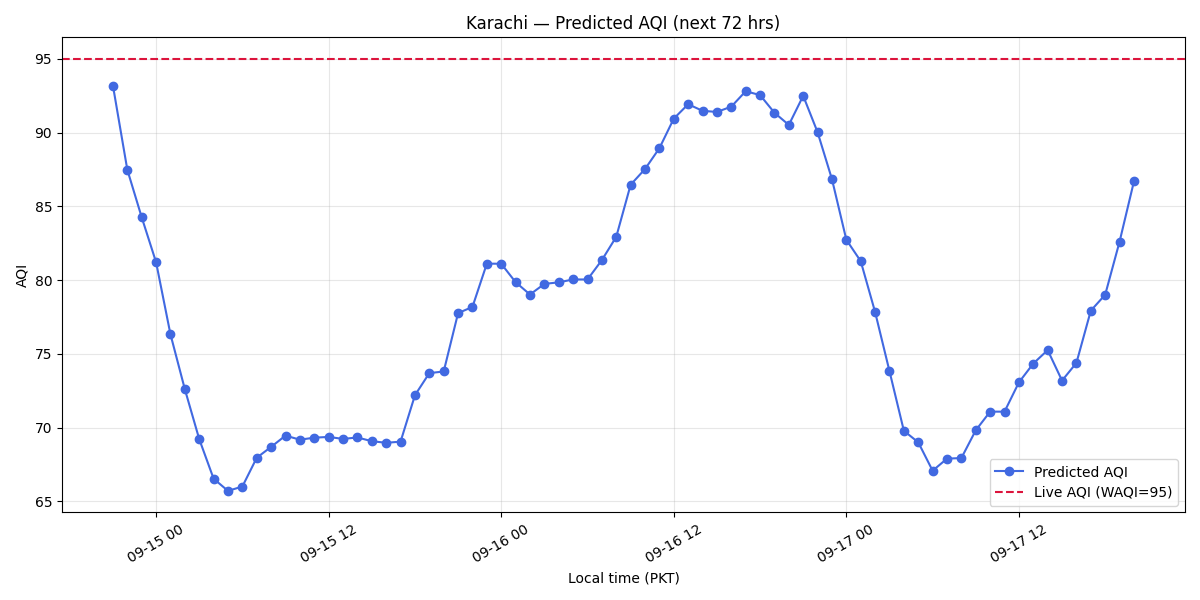 Karachi — Predicted AQI (next 72 hrs)
95
90
85
80
75
70
65
AQI
09-15 00
09-15 12
09-16 00
09-16 12
09-17 00
09-17 12
Local time (PKT)
Predicted AQI
Live AQI (WAQI=95)